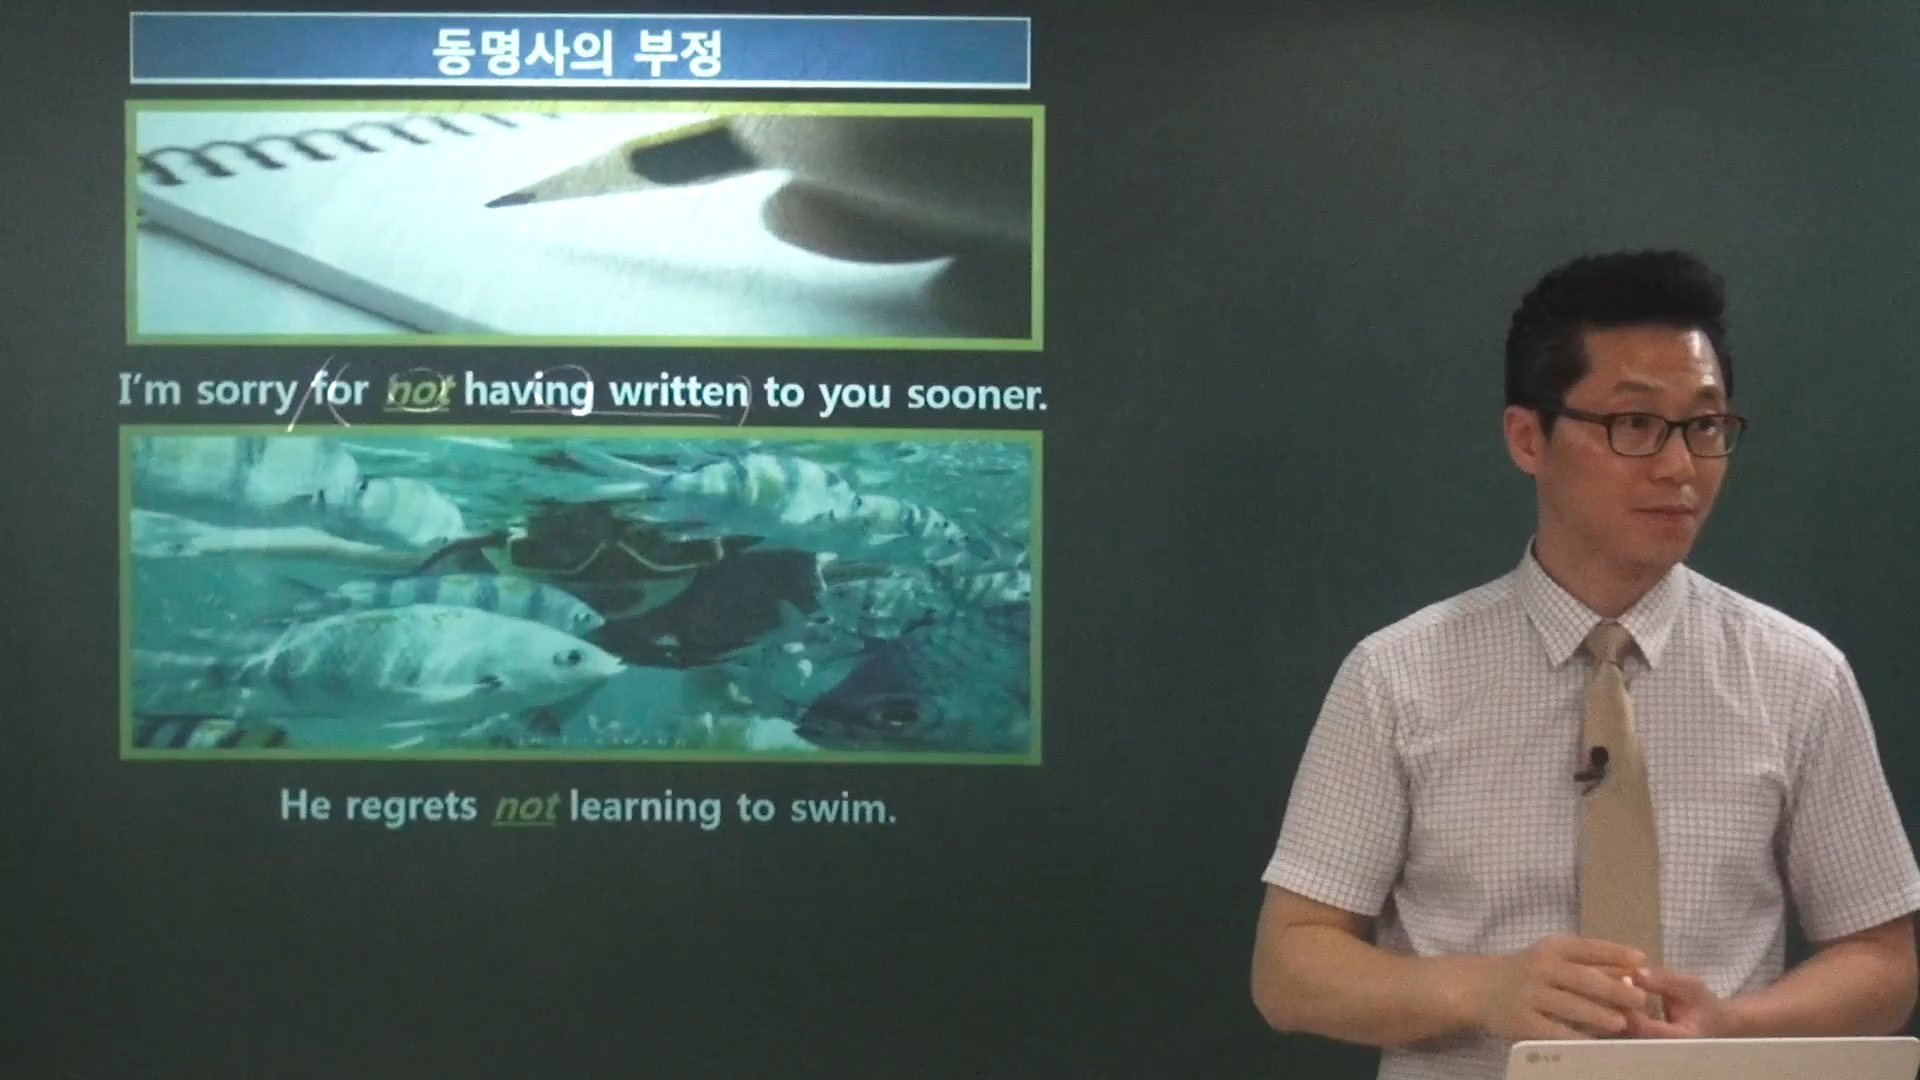 동명사의 부정
I'm sorry for not having written to you sooner.
He regrets not learning to swim.